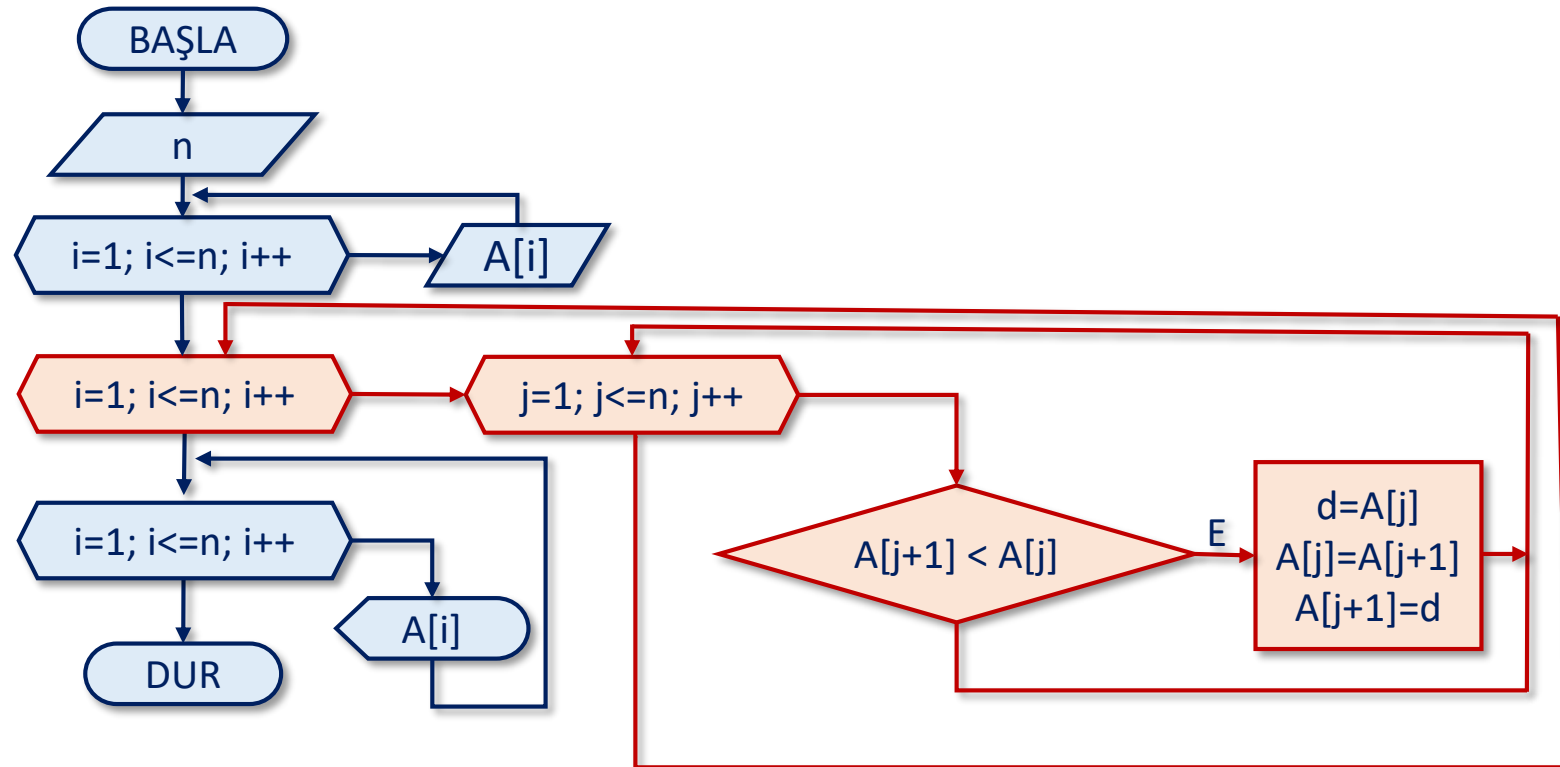 BAŞLA
n
i=1; i<=n; i++
A[i]
i=1; i<=n; i++
j=1; j<=n; j++
A[j+1] < A[j]
E
d=A[j]
A[j]=A[j+1]
A[j+1]=d
i=1; i<=n; i++
A[i]
DUR